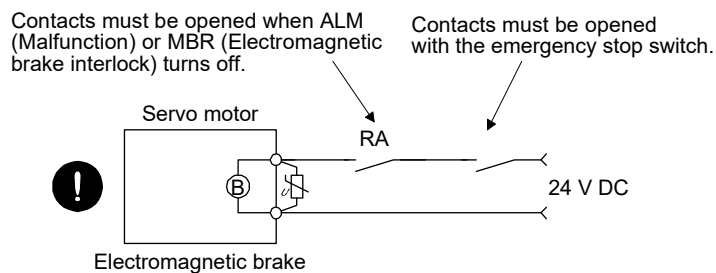 Contacts must be opened when ALM
(Malfunction) or MBR (Electromagnetic
brake interlock) turns off.
Contacts must be opened
with the emergency stop switch.
Servo motor
RA
B
24 V DC
Electromagnetic brake